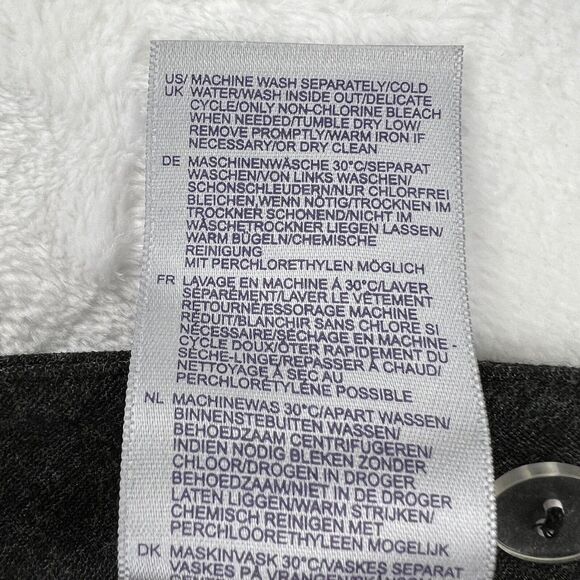 US/ MACHINE WASH SEPARATELY/COLD
UK WATER/WASH INSIDE OUT/DELICATE
CYCLE/ONLY NON-CHLORINE BLEACH
WHEN NEEDED/TUMBLE DRY LOW/
REMOVE PROMPTLY/WARM IRON IF
NECESSARY/OR DRY CLEAN
DE MASCHINENWÄSCHE 30°C/SEPARAT
WASCHEN/VON LINKS WASCHEN/
SCHONSCHLEUDERN/NUR CHLORFREI
BLEICHEN,WENN NÖTIG/TROCKNEN IM
TROCKNER SCHONEND/NICHT IM
WÄSCHETROCKNER LIEGEN LASSEN/
WARM BÜGELN/CHEMISCHE
REINIGUNG
MIT PERCHLORETHYLEN MÖGLICH
FR LAVAGE EN MACHINE À 30°C/LAVER
SÉPARÉMENT/LAVER LE VÊTEMENT
RETOURNÉ/ESSORAGE MACHINE
RÉDUIT/BLANCHIR SANS CHLORE SI
NÉCESSAIRE/SÉCHAGE EN MACHINE -
CYCLE DOUX/ÔTER RAPIDEMENT DU
SÈCHE-LINGE/REPASSER À CHAUD/
NETTOYAGE À SEC AU
PERCHLORÉTYLÈNE POSSIBLE
NL MACHINEWAS 30°C/APART WASSEN/
BINNENSTEBUITEN WASSEN/
BEHOEDZAAM CENTRIFUGEREN/
INDIEN NODIG BLEKEN ZONDER
CHLOOR/DROGEN IN DROGER
BEHOEDZAAM/NIET IN DE DROGER
LATEN LIGGEN/WARM STRIJKEN/
CHEMISCH REINIGEN MET
PERCHLOORETHYLEEN MOGELIJK
DK MASKINVASK 30°C/VASKES SEPARAT
VASKES PÅ VRANGEN/